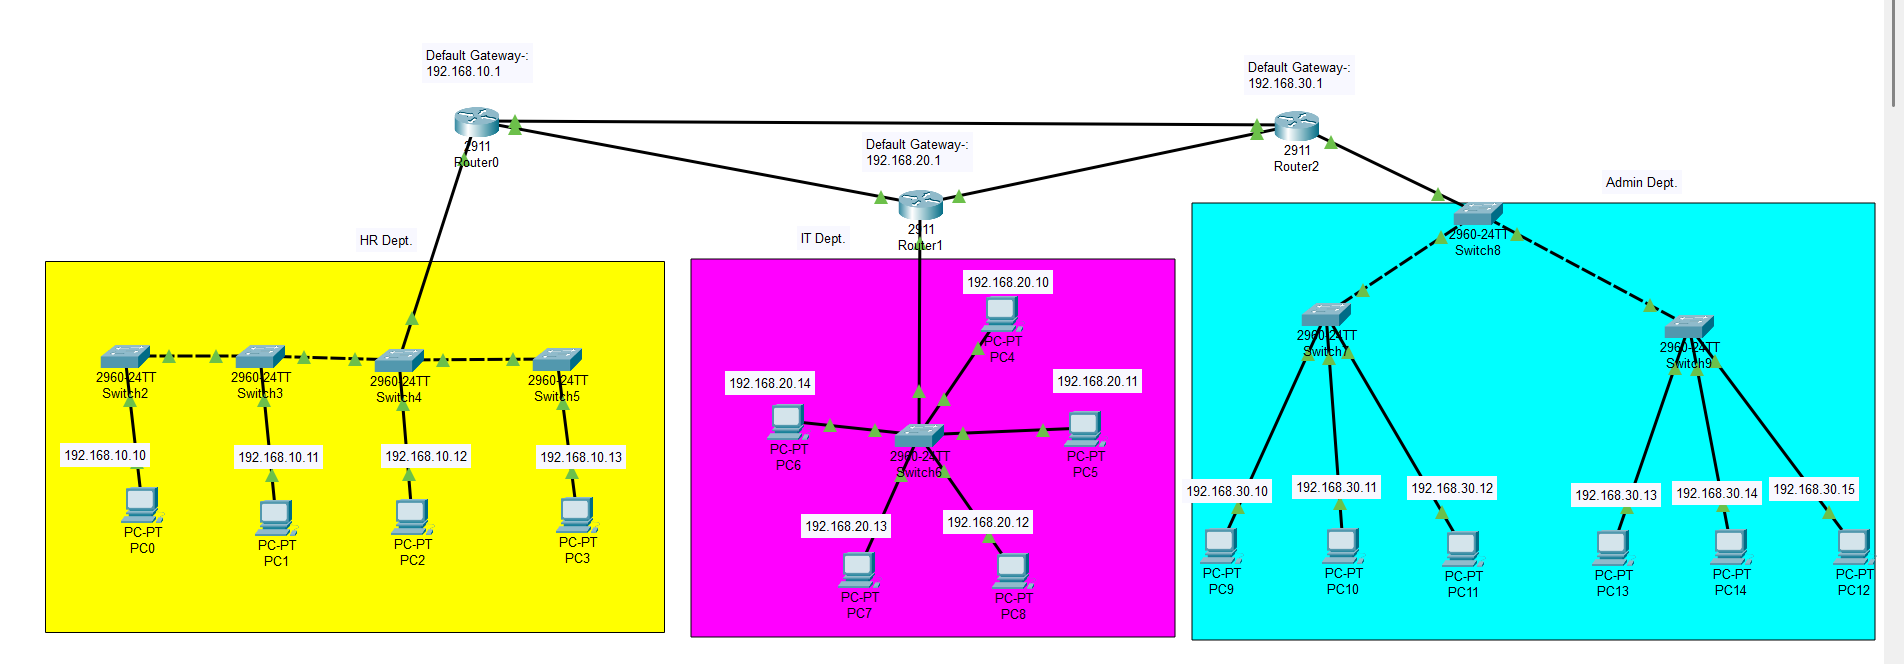 Default Gateway-:
192.168.10.1
Default Gateway-:
192.168.30.1
2911
Router0
Default Gateway-:
192.168.20.1
2911
Router2
Admin Dept.
HR Dept.
IT Dept.
2911
Router1
2960-24TT
Switch8
192.168.20.10
PC-PT
PC4
2960-24TT
Switch2
2960-24TT
Switch3
2960-24TT
Switch4
2960-24TT
Switch5
192.168.10.10
192.168.10.11
192.168.10.12
192.168.10.13
PC-PT
PC0
PC-PT
PC1
PC-PT
PC2
PC-PT
PC3
192.168.20.14
192.168.20.11
PC-PT
PC6
2960-24TT
Switch6
PC-PT
PC5
192.168.20.13
192.168.20.12
PC-PT
PC7
PC-PT
PC8
2960-24TT
Switch7
2960-24TT
Switch9
192.168.30.10
192.168.30.11
192.168.30.12
192.168.30.13
192.168.30.14
192.168.30.15
PC-PT
PC9
PC-PT
PC10
PC-PT
PC11
PC-PT
PC13
PC-PT
PC14
PC-PT
PC12